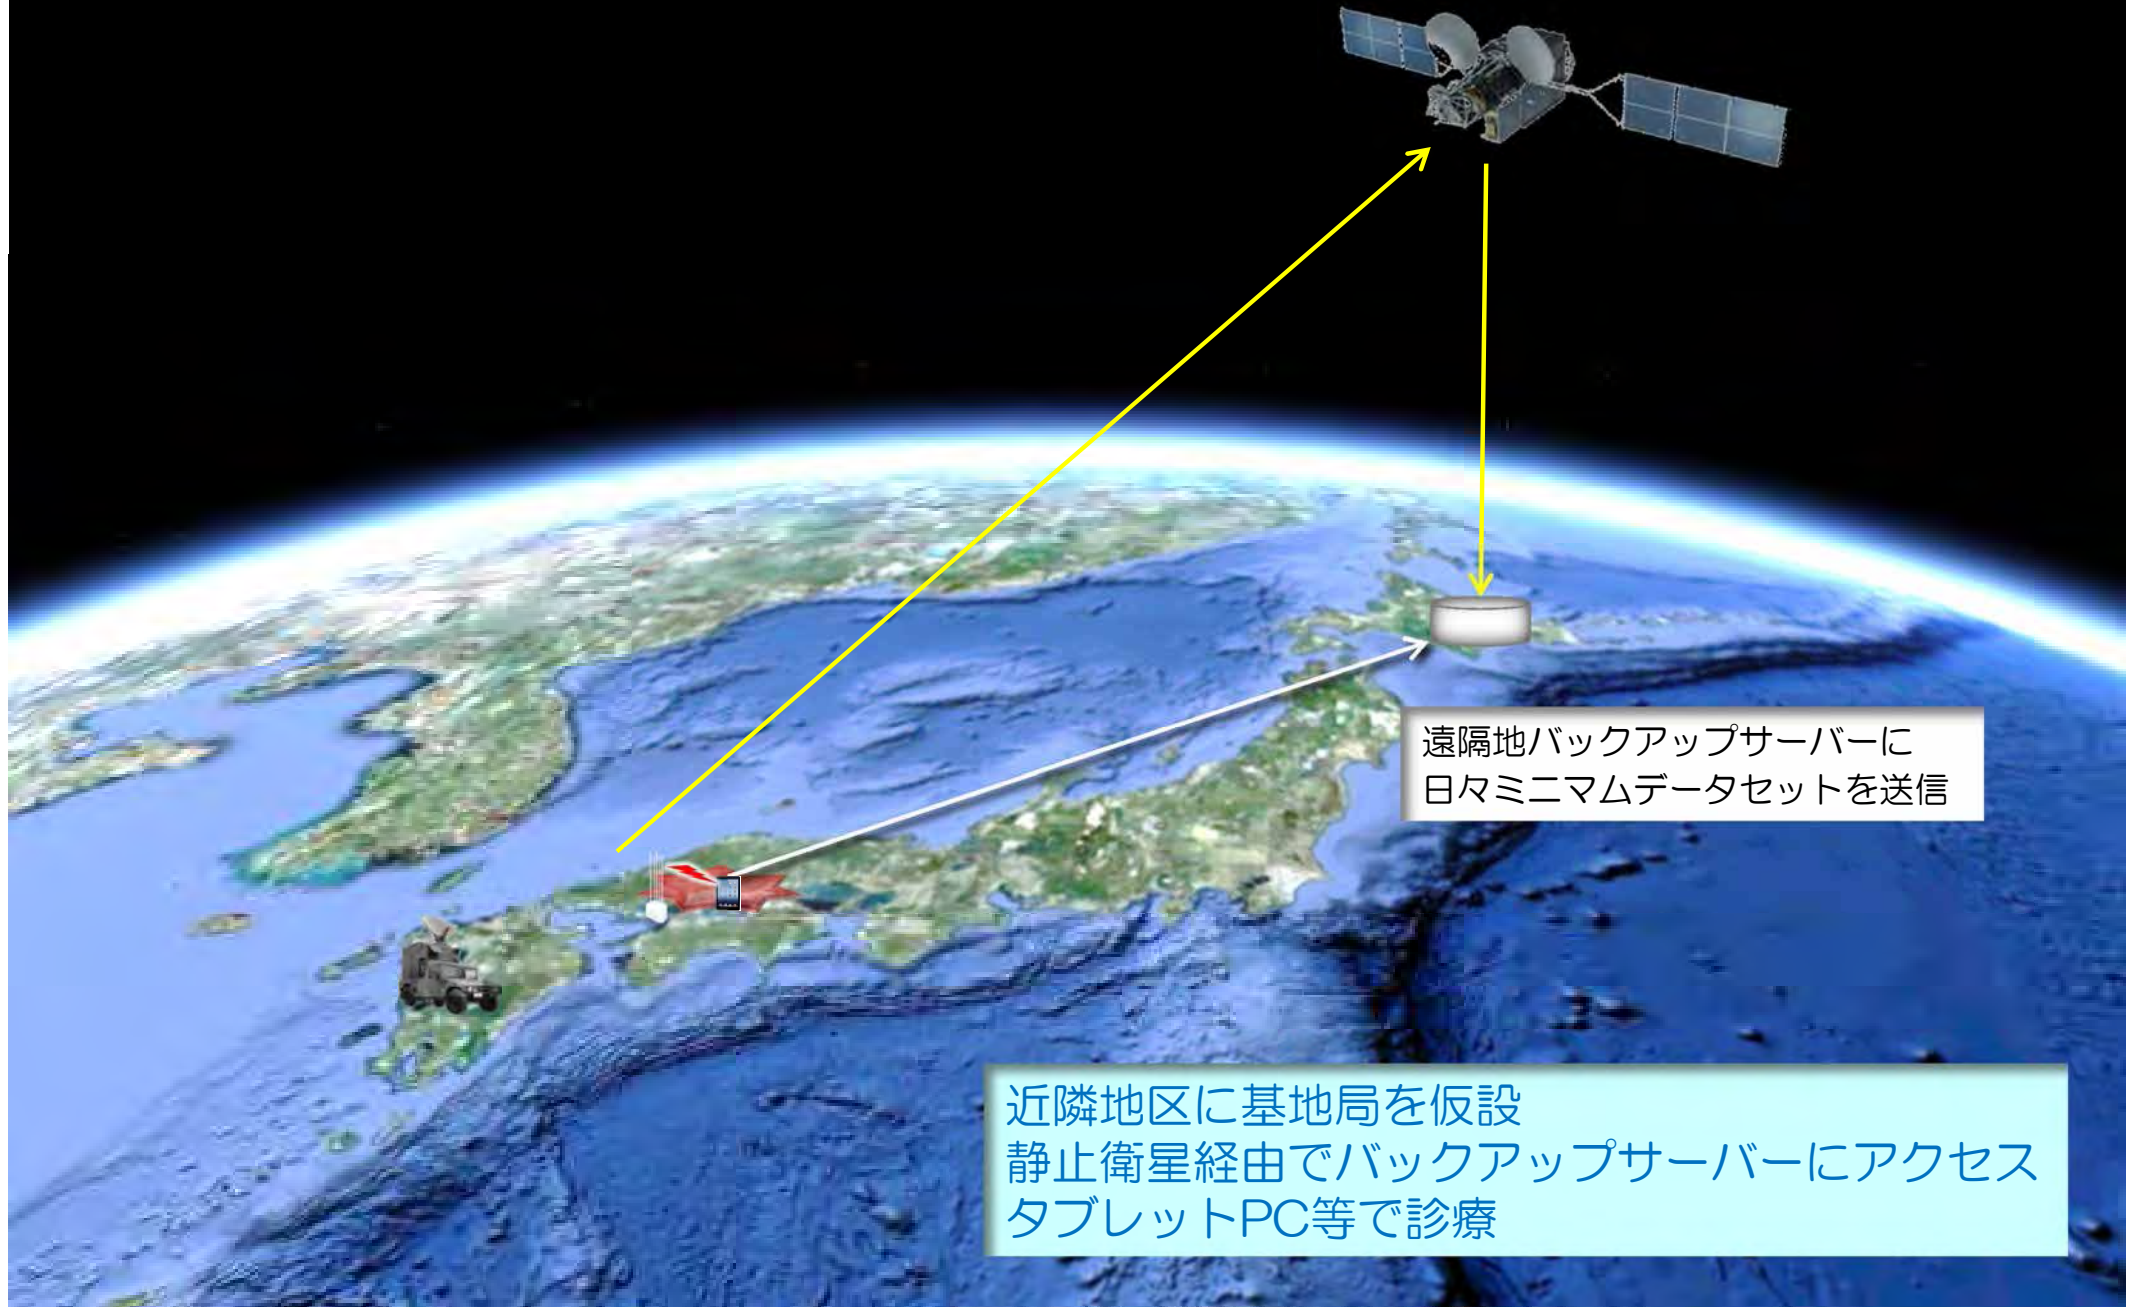 遠隔地バックアップサーバーに
日々ミニマムデータセットを送信
近隣地区に基地局を仮設
静止衛星経由でバックアップサーバーにアクセス
タブレットPC等で診療